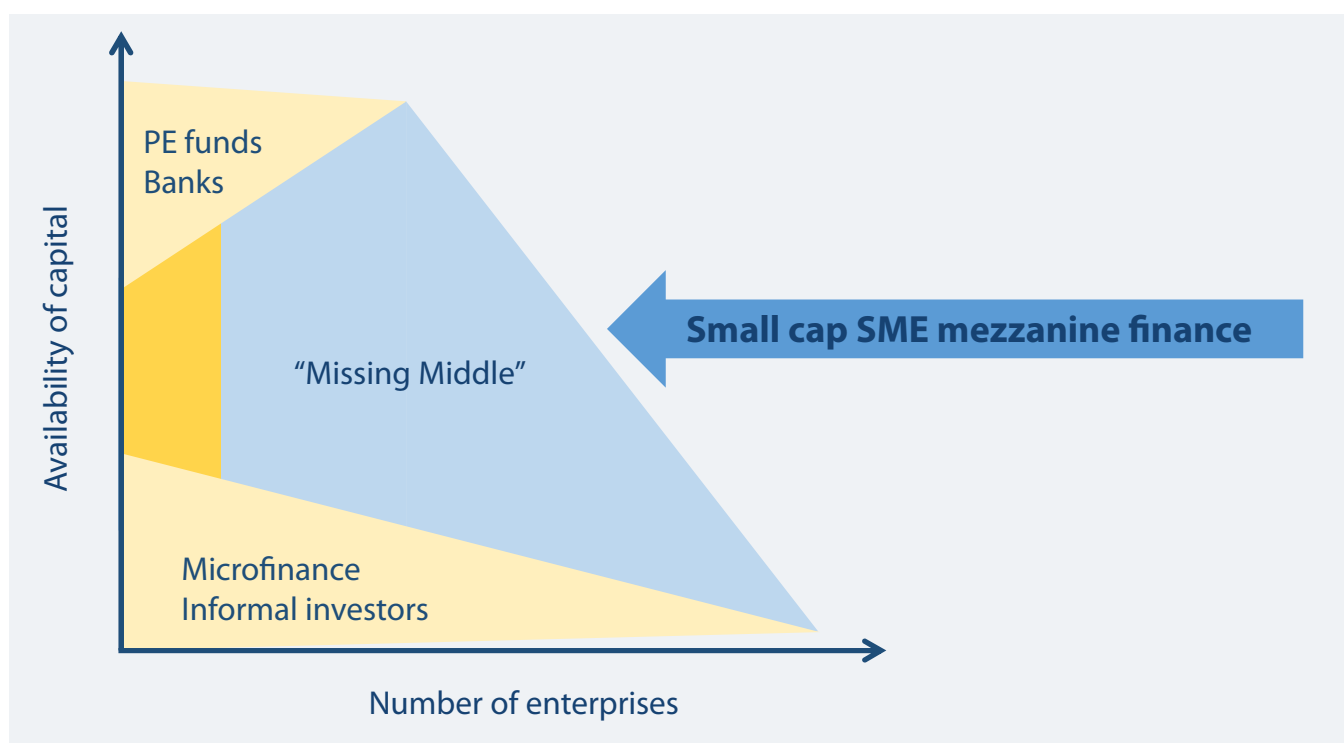 PE funds
Banks
Availability of capital
“Missing Middle”
Small cap SME mezzanine finance
Microfinance
Informal investors
Number of enterprises